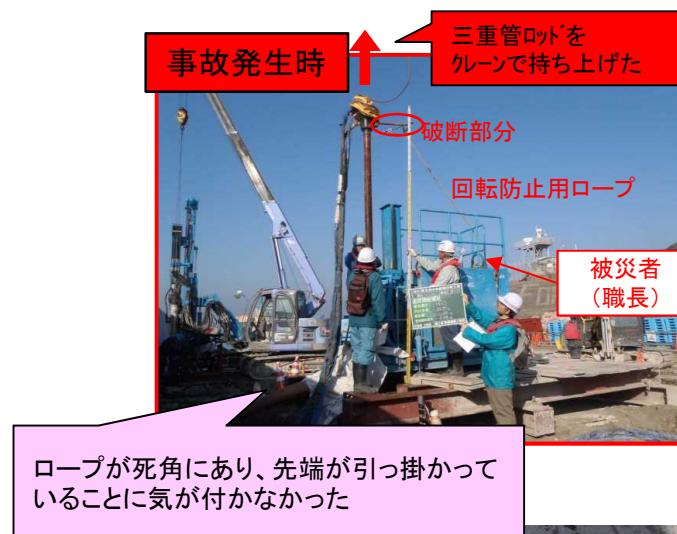 事故発生時
三重管ロッドを
クレーンで持ち上げた
破断部分
回転防止用ロープ
被災者
（職長）
ロープが死角にあり、先端が引っ掛かって
いることに気が付かなかった